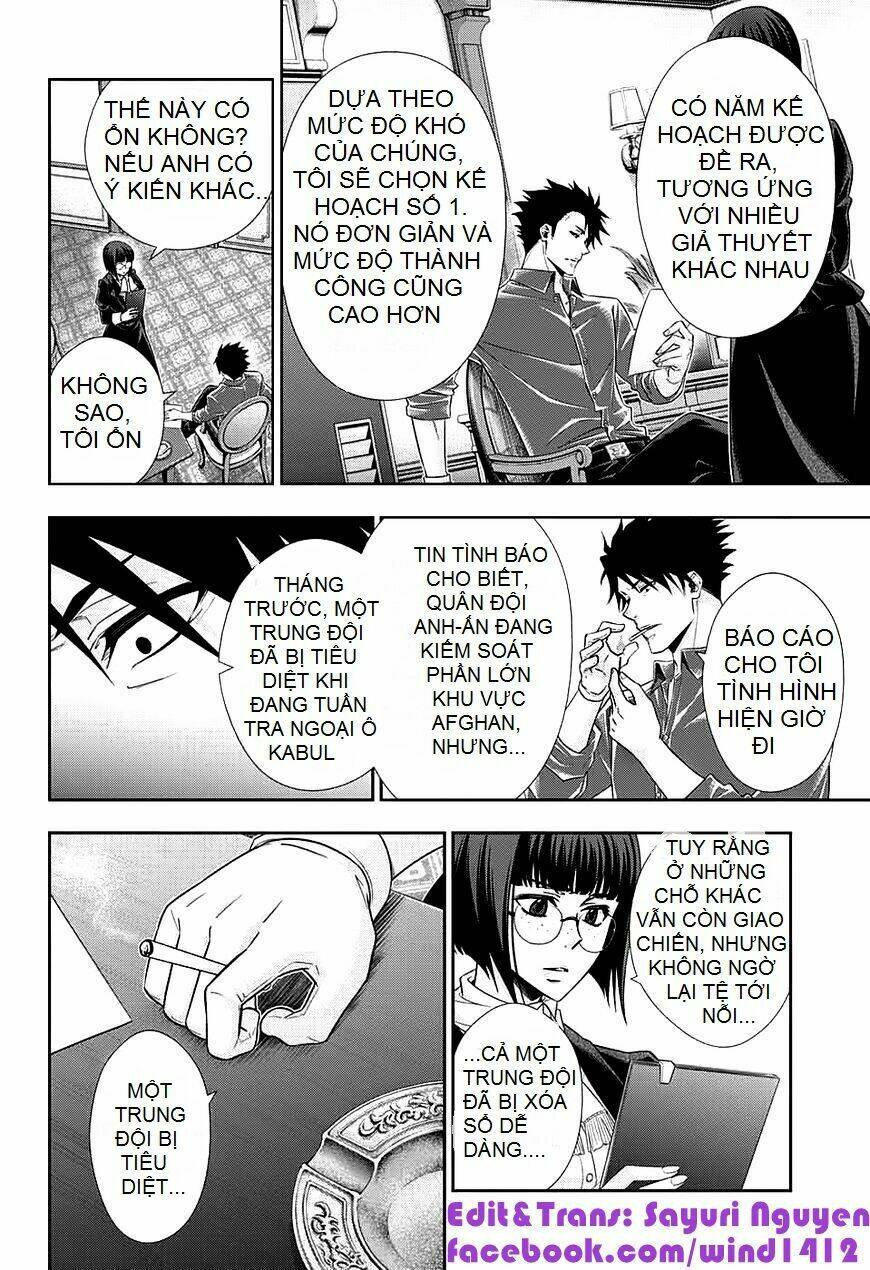 CÓ NĂM KẾ
HOẠCH ĐƯỢC
ĐỀ RA,
TƯƠNG ỨNG
VỚI NHIỀU
GIẢ THUYẾT
KHÁC NHAU
DỰA THEO
MỨC ĐỘ KHÓ
CỦA CHÚNG,
TÔI SẼ CHỌN KẾ
HOẠCH SỐ 1.
NÓ ĐƠN GIẢN VÀ
MỨC ĐỘ THÀNH
CÔNG CŨNG
CAO HƠN
THẾ NÀY CÓ
ỔN KHÔNG?
NẾU ANH CÓ
Ý KIẾN KHÁC..
KHÔNG
SAO,
TÔI ỔN
BÁO CÁO
CHO TÔI
TÌNH HÌNH
HIỆN GIỜ
ĐI
TIN TÌNH BÁO
CHO BIẾT,
QUÂN ĐỘI
ANH-ẤN ĐANG
KIỂM SOÁT
PHẦN LỚN
KHU VỰC
AFGHAN,
NHƯNG...
THÁNG
TRƯỚC, MỘT
TRUNG ĐỘI
ĐÃ BỊ TIÊU
DIỆT KHI
ĐANG TUẦN
TRA NGOẠI Ô
KABUL
TUY RẰNG
Ở NHỮNG
CHỖ KHÁC
VẪN CÒN GIAO
CHIẾN, NHƯNG
KHÔNG NGỜ
LẠI TỆ TỚI
NỖI...
...CẢ MỘT
TRUNG ĐỘI
ĐÃ BỊ XÓA
SỔ DỄ
DÀNG....
MỘT
TRUNG
ĐỘI BỊ
TIÊU
DIỆT...
Edit&Trans: Sayuri Nguyen
facebook.com/wind1412